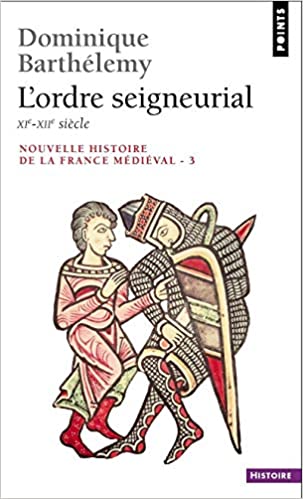 POINTS
Dominique
Barthélemy
L'ordre seigneurial
XIe-XIIe siècle
NOUVELLE HISTOIRE
DE LA FRANCE MÉDIÉVAL - 3
Histoire